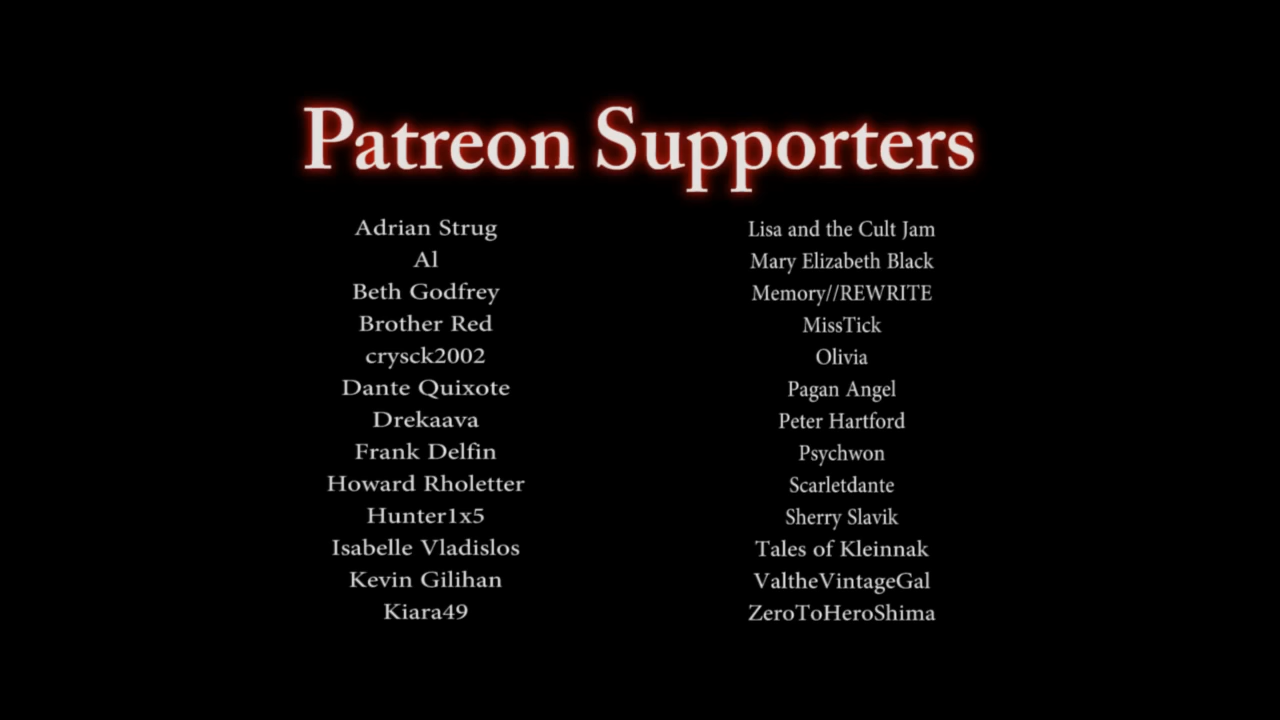 Patreon Supporters
Adrian Strug
Al
Beth Godfrey
Brother Red
crysck2002
Dante Quixote
Drekaava
Frank Delfin
Howard Rholetter
Hunter1x5
Isabelle Vladislos
Kevin Gilihan
Kiara49
Lisa and the Cult Jam
Mary Elizabeth Black
Memory//REWRITE
MissTick
Olivia
Pagan Angel
Peter Hartford
Psychwon
Scarletdante
Sherry Slavik
Tales of Kleinnak
ValtheVintageGal
ZeroToHeroShima